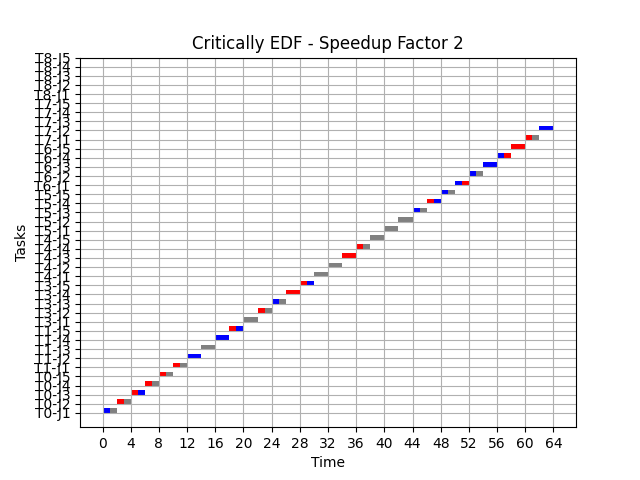 Critically EDF - Speedup Factor 2
Tasks
T8-J5
T8-J4
T8-J3
T8-J2
T8-J1
T7-J5
T7-J4
T7-J3
T7-J2
T7-J1
T6-J5
T6-J4
T6-J3
T6-J2
T6-J1
T5-J5
T5-J4
T5-J3
T5-J2
T5-J1
T4-J5
T4-J4
T4-J3
T4-J2
T4-J1
T3-J5
T3-J4
T3-J3
T3-J2
T3-J1
T1-J5
T1-J4
T1-J3
T1-J2
T1-J1
T0-J5
T0-J4
T0-J3
T0-J2
T0-J1
0 4 8 12 16 20 24 28 32 36 40 44 48 52 56 60 64
Time